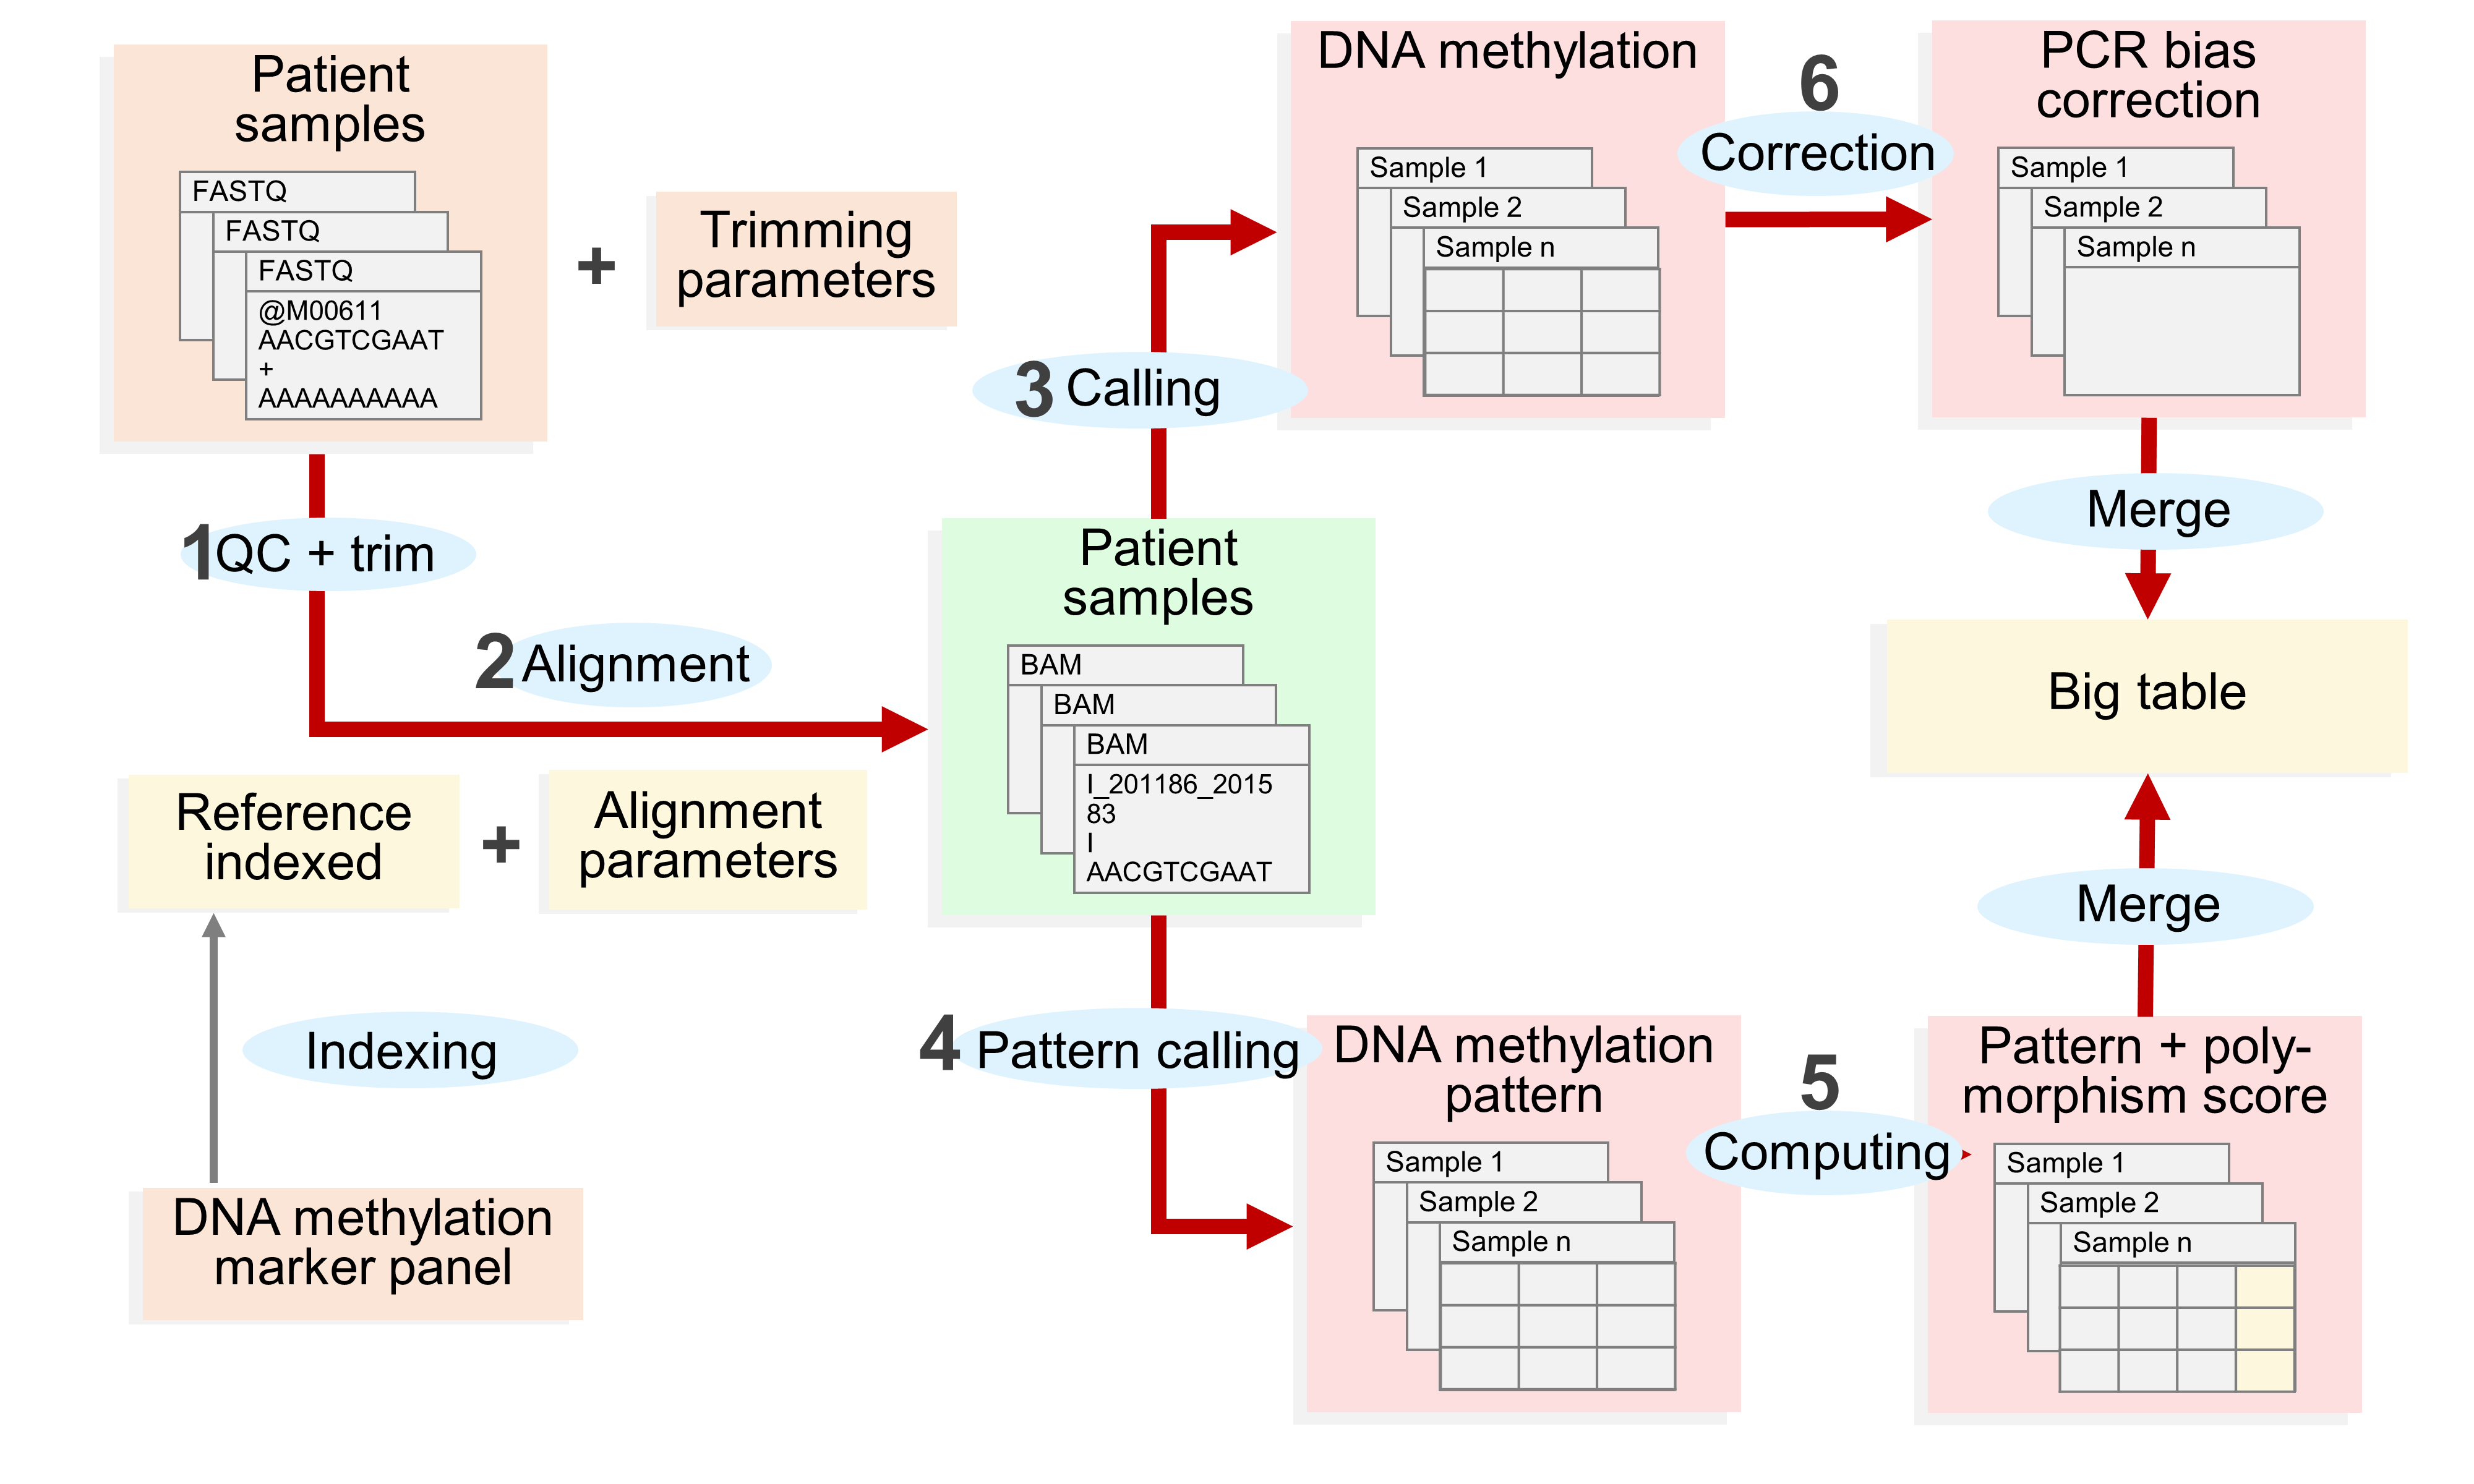 Patient
samples
FASTQ
FASTQ
FASTQ
@M00611
AACGTCGAAT
+
AAAAAAAAAA
+
Trimming
parameters
1 QC + trim
2 Alignment
Reference
indexed
+
Alignment
parameters
Indexing
DNA methylation
marker panel
Patient
samples
BAM
BAM
BAM
I_201186_2015
83
I
AACGTCGAAT
3 Calling
DNA methylation
Sample 1
Sample 2
Sample n
6
Correction
PCR bias
correction
Sample 1
Sample 2
Sample n
Merge
Big table
Merge
4 Pattern calling
DNA methylation
pattern
Sample 1
Sample 2
Sample n
5
Computing
Pattern + poly-
morphism score
Sample 1
Sample 2
Sample n